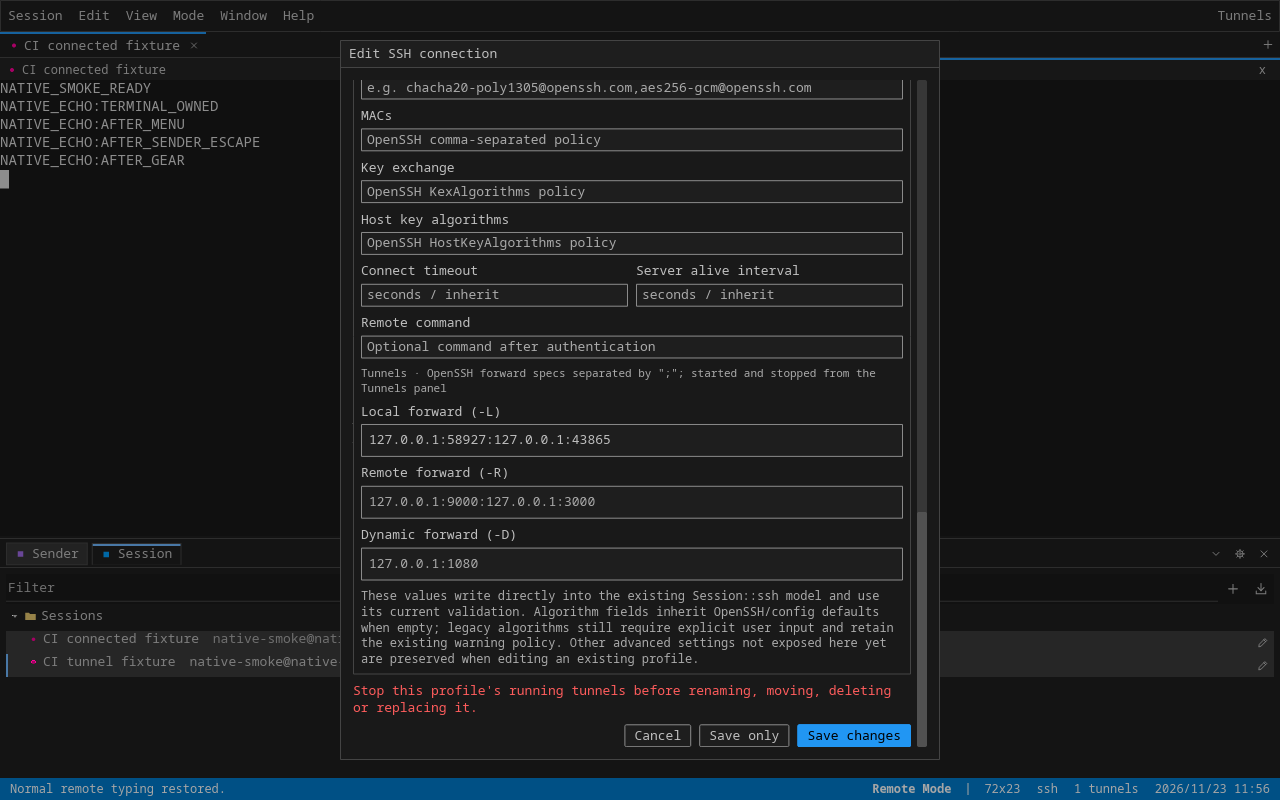 Session Edit View Mode Window Help Tunnels
CI connected fixture × +
CI connected fixture x
NATIVE_SMOKE_READY
NATIVE_ECHO:TERMINAL_OWNED
NATIVE_ECHO:AFTER_MENU
NATIVE_ECHO:AFTER_SENDER_ESCAPE
NATIVE_ECHO:AFTER_GEAR
Edit SSH connection
e.g. chacha20-poly1305@openssh.com,aes256-gcm@openssh.com
MACs
OpenSSH comma-separated policy
Key exchange
OpenSSH KexAlgorithms policy
Host key algorithms
OpenSSH HostKeyAlgorithms policy
Connect timeout Server alive interval
seconds / inherit seconds / inherit
Remote command
Optional command after authentication
Tunnels · OpenSSH forward specs separated by ";"; started and stopped from the
Tunnels panel
Local forward (-L)
127.0.0.1:58927:127.0.0.1:43865
Remote forward (-R)
127.0.0.1:9000:127.0.0.1:3000
Dynamic forward (-D)
127.0.0.1:1080
These values write directly into the existing Session::ssh model and use
its current validation. Algorithm fields inherit OpenSSH/config defaults
when empty; legacy algorithms still require explicit user input and retain
the existing warning policy. Other advanced settings not exposed here yet
are preserved when editing an existing profile.
Stop this profile's running tunnels before renaming, moving, deleting
or replacing it.
Cancel Save only Save changes
Sender Session
Filter
Sessions
CI connected fixture native-smoke@nati
CI tunnel fixture native-smoke@native-
Normal remote typing restored. Remote Mode | 72x23 ssh 1 tunnels 2026/11/23 11:56